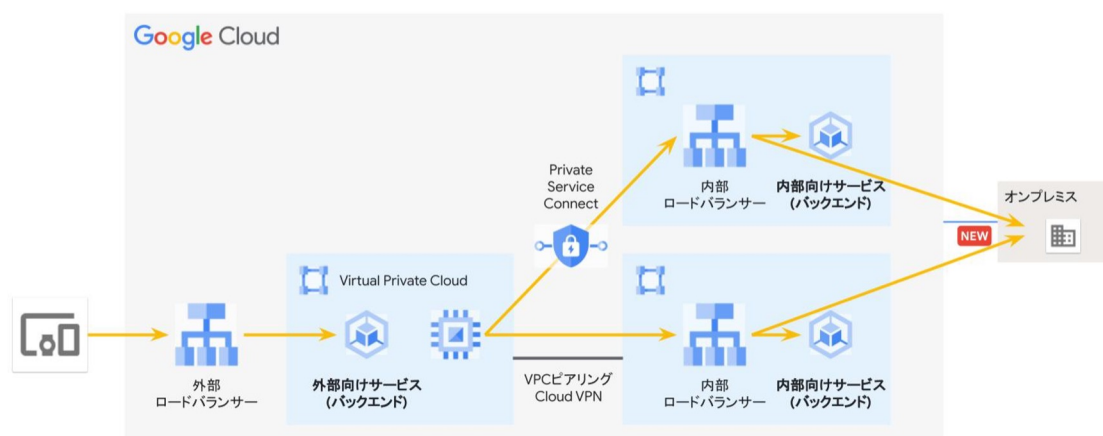 Google Cloud
Private
Service
Connect
内部
ロードバランサー
内部向けサービス
(バックエンド)
オンプレミス
NEW
Virtual Private Cloud
外部
ロードバランサー
外部向けサービス
(バックエンド)
VPCピアリング
Cloud VPN
内部
ロードバランサー
内部向けサービス
(バックエンド)